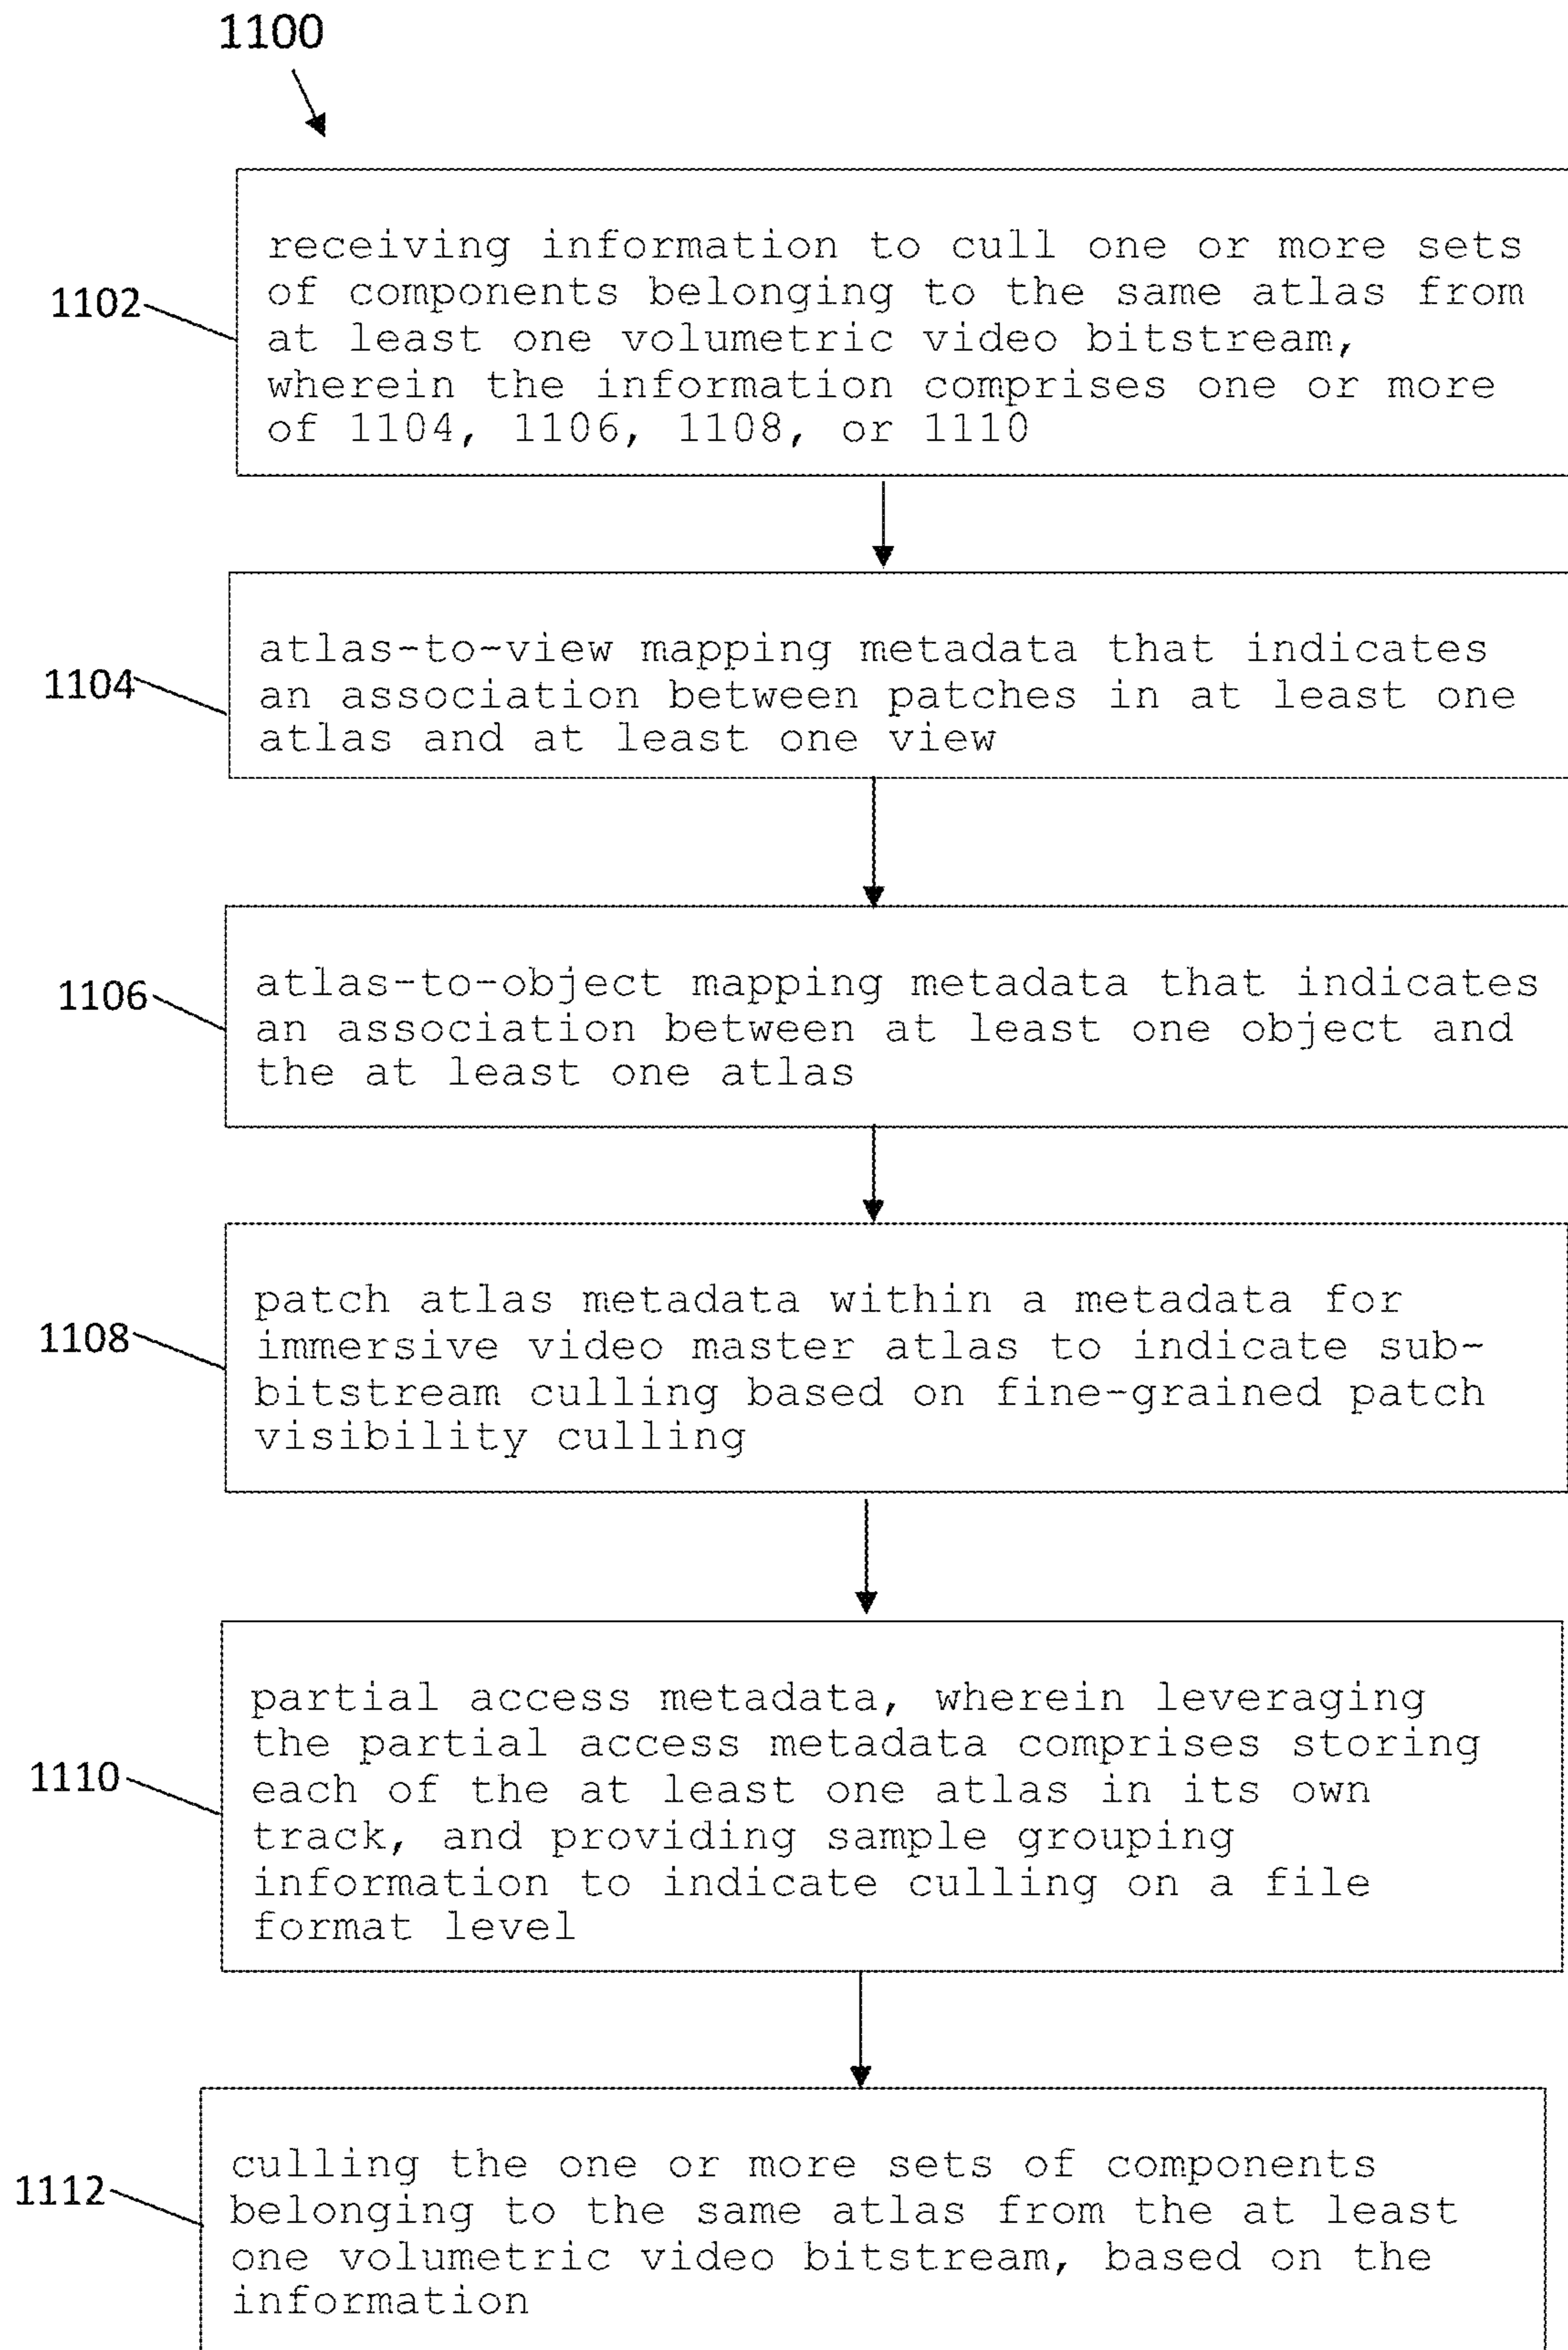 1100
1102
receiving information to cull one or more sets
of components belonging to the same atlas from
at least one volumetric video bitstream,
wherein the information comprises one or more
of 1104, 1106, 1108, or 1110
1104
atlas-to-view mapping metadata that indicates
an association between patches in at least one
atlas and at least one view
1106
atlas-to-object mapping metadata that indicates
an association between at least one object and
the at least one atlas
1108
patch atlas metadata within a metadata for
immersive video master atlas to indicate sub-
bitstream culling based on fine-grained patch
visibility culling
1110
partial access metadata, wherein leveraging
the partial access metadata comprises storing
each of the at least one atlas in its own
track, and providing sample grouping
information to indicate culling on a file
format level
1112
culling the one or more sets of components
belonging to the same atlas from the at least
one volumetric video bitstream, based on the
information